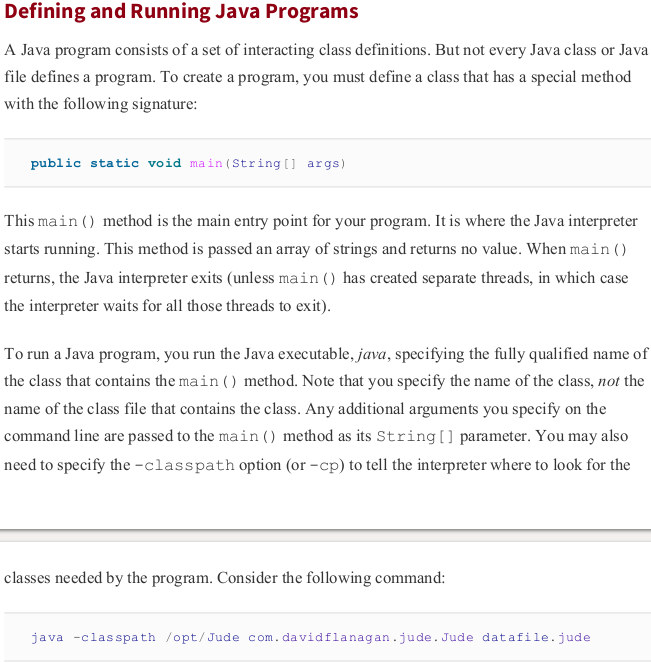 Defining and Running Java Programs
A Java program consists of a set of interacting class definitions. But not every Java class or Java
file defines a program. To create a program, you must define a class that has a special method
with the following signature:
public static void main(String[] args)
This main() method is the main entry point for your program. It is where the Java interpreter
starts running. This method is passed an array of strings and returns no value. When main()
returns, the Java interpreter exits (unless main() has created separate threads, in which case
the interpreter waits for all those threads to exit).
To run a Java program, you run the Java executable, java, specifying the fully qualified name of
the class that contains the main() method. Note that you specify the name of the class, not the
name of the class file that contains the class. Any additional arguments you specify on the
command line are passed to the main() method as its String[] parameter. You may also
need to specify the -classpath option (or -cp) to tell the interpreter where to look for the
classes needed by the program. Consider the following command:
java -classpath /opt/Jude com.davidflanagan.jude.Jude datafile.jude